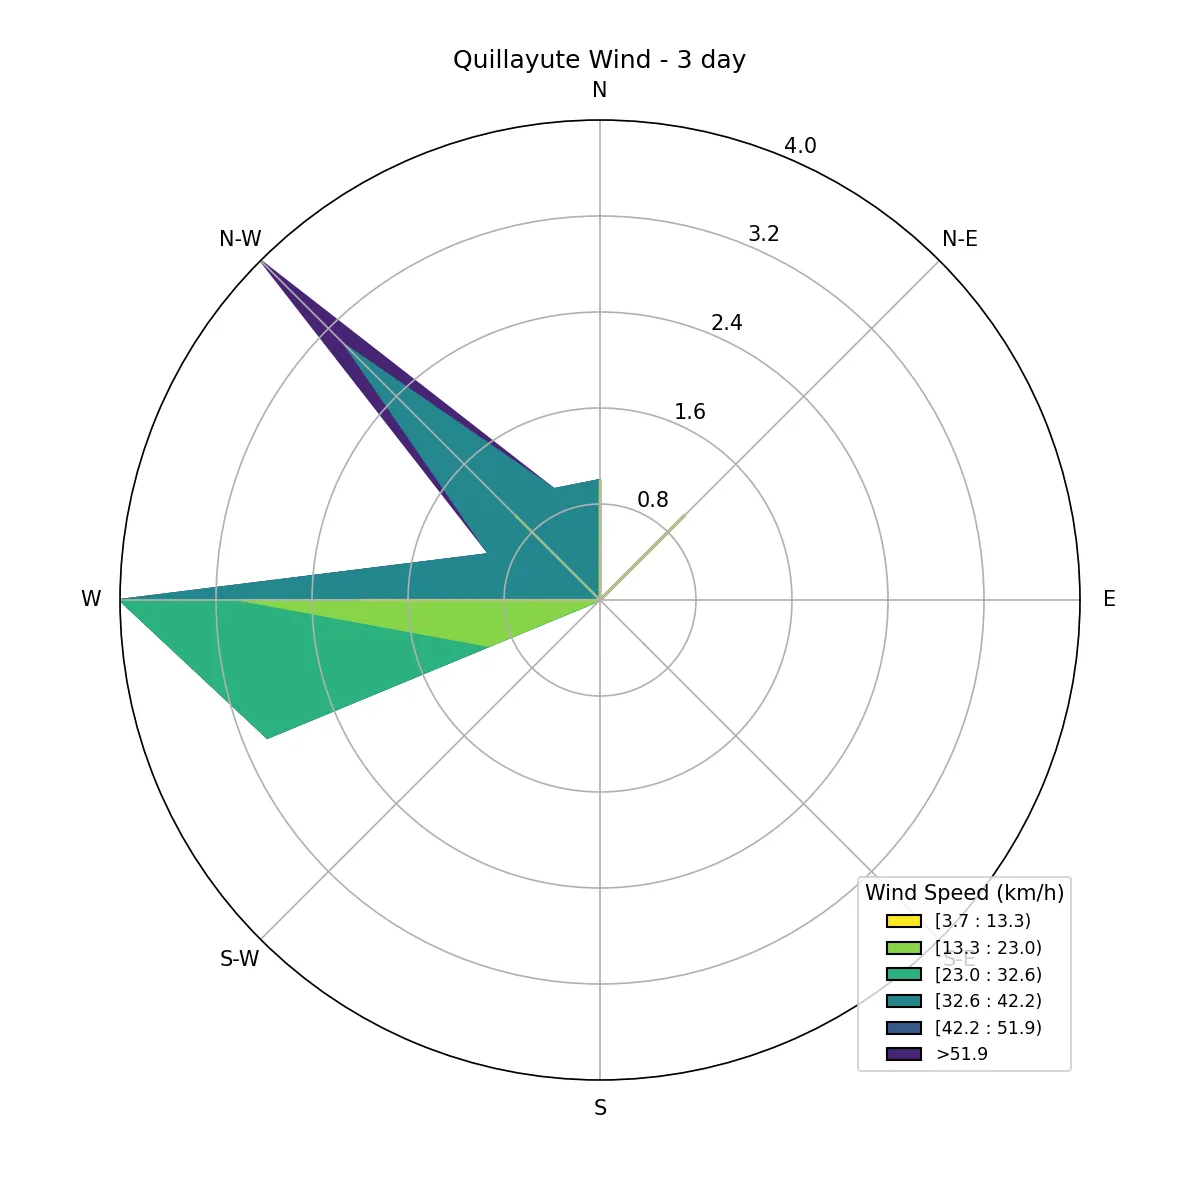 Quillayute Wind - 3 day
N
4.0
N-W
N-E
3.2
2.4
1.6
0.8
W
E
S-W
S-E
S
Wind Speed (km/h)
[3.7 : 13.3)
[13.3 : 23.0)
[23.0 : 32.6)
[32.6 : 42.2)
[42.2 : 51.9)
>51.9